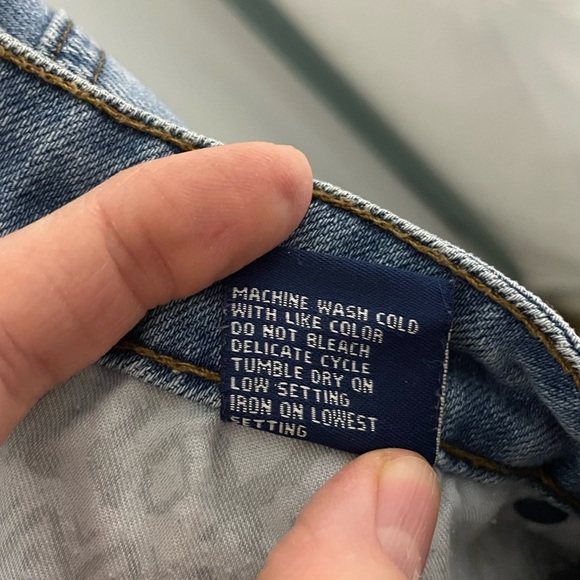 MACHINE WASH COLD
WITH LIKE COLOR
DO NOT BLEACH
DELICATE CYCLE
TUMBLE DRY ON
LOW SETTING
IRON ON LOWEST
SETTING